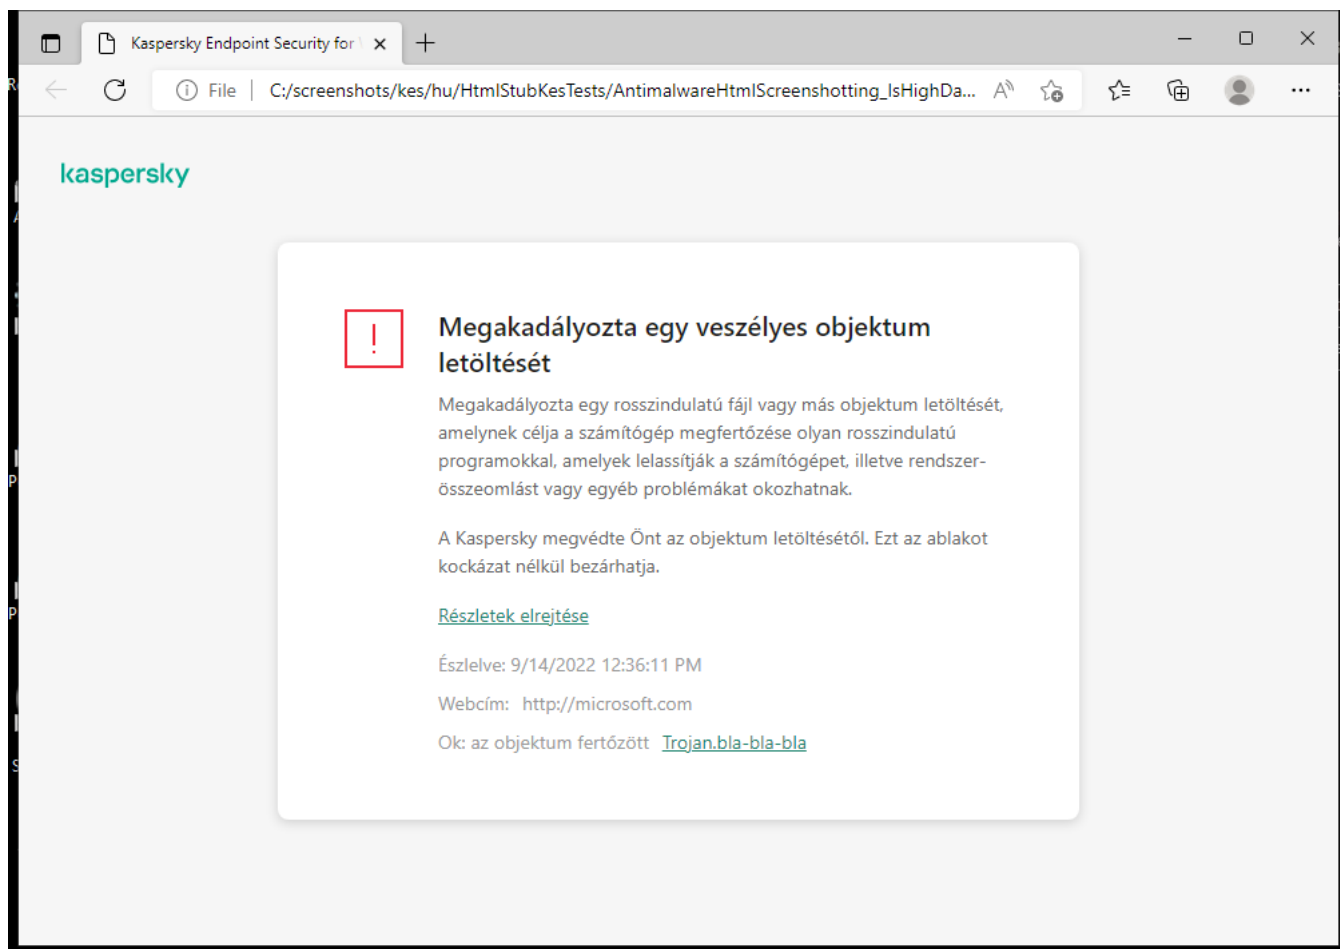 Kaspersky Endpoint Security for
File
C:/screenshots/kes/hu/HtmlStubKesTests/AntimalwareHtmlScreenshotting_IsHighDa...
kaspersky
Megakadályozta egy veszélyes objektum
letöltését
Megakadályozta egy rosszindulatú fájl vagy más objektum letöltését,
amelynek célja a számítógép megfertőzése olyan rosszindulatú
programokkal, amelyek lelassítják a számítógépet, illetve rendszer-
összeomlást vagy egyéb problémákat okozhatnak.
A Kaspersky megvédte Önt az objektum letöltésétől. Ezt az ablakot
kockázat nélkül bezárhatja.
Részletek elrejtése
Észlelve: 9/14/2022 12:36:11 PM
Webcím: http://microsoft.com
Ok: az objektum fertőzött Trojan.bla-bla-bla